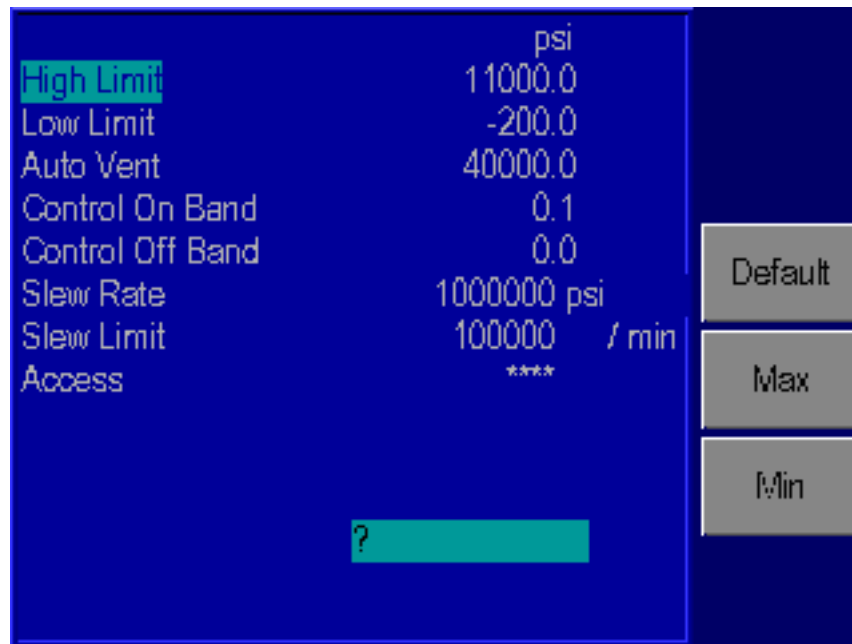 psi
High Limit 11000.0
Low Limit -200.0
Auto Vent 40000.0
Control On Band 0.1
Control Off Band 0.0
Slew Rate 1000000 psi
Slew Limit 100000 / min
Access ****
?
Default
Max
Min